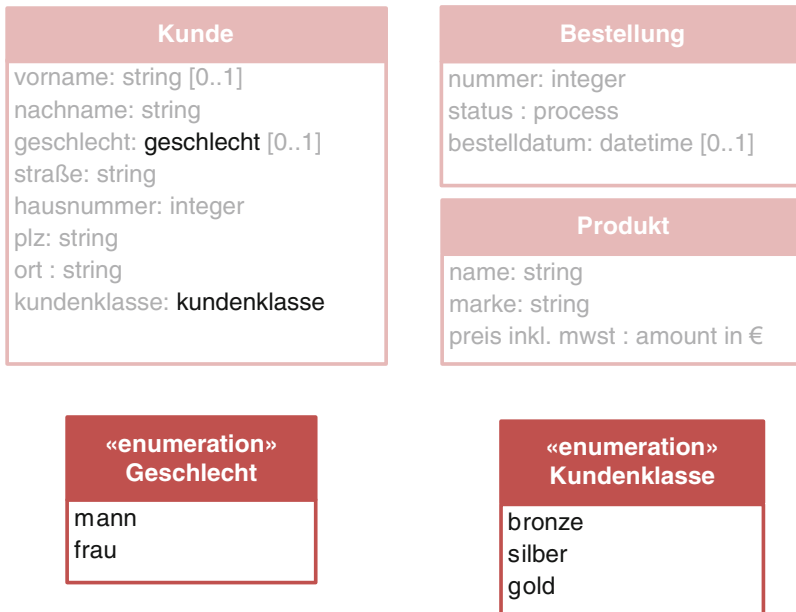 Kunde
vorname: string [0..1]
nachname: string
geschlecht: geschlecht [0..1]
straße: string
hausnummer: integer
plz: string
ort : string
kundenklasse: kundenklasse
Bestellung
nummer: integer
status : process
bestelldatum: datetime [0..1]
Produkt
name: string
marke: string
preis inkl. mwst : amount in €
«enumeration»
Geschlecht
mann
frau
«enumeration»
Kundenklasse
bronze
silber
gold